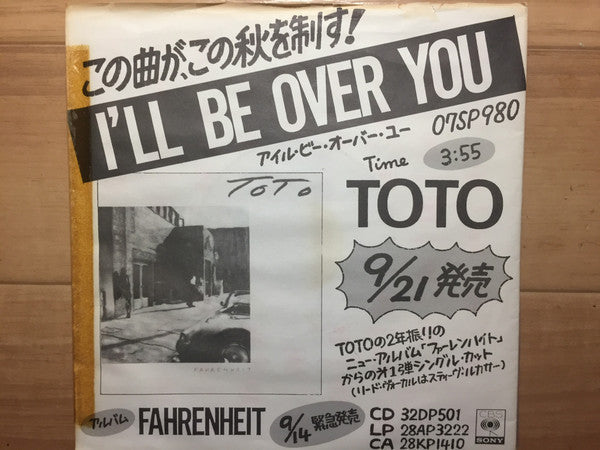 この曲が、この秋を制す!
I'LL BE OVER YOU
アイル・ビー・オーバー・ユー 07SP980
Time 3:55
TOTO
TOTO
9/21 発売
FAHRENHEIT
TOTOの2年振りの
ニュー・アルバム「ファーレンハイト」
からの第1弾シングル・カット
(リード・ヴォーカルはスティーヴ・ルカサー)
アルバム FAHRENHEIT 9/14 緊急発売
CD 32DP501
LP 28AP3222
CA 28KP1410
CBS
SONY